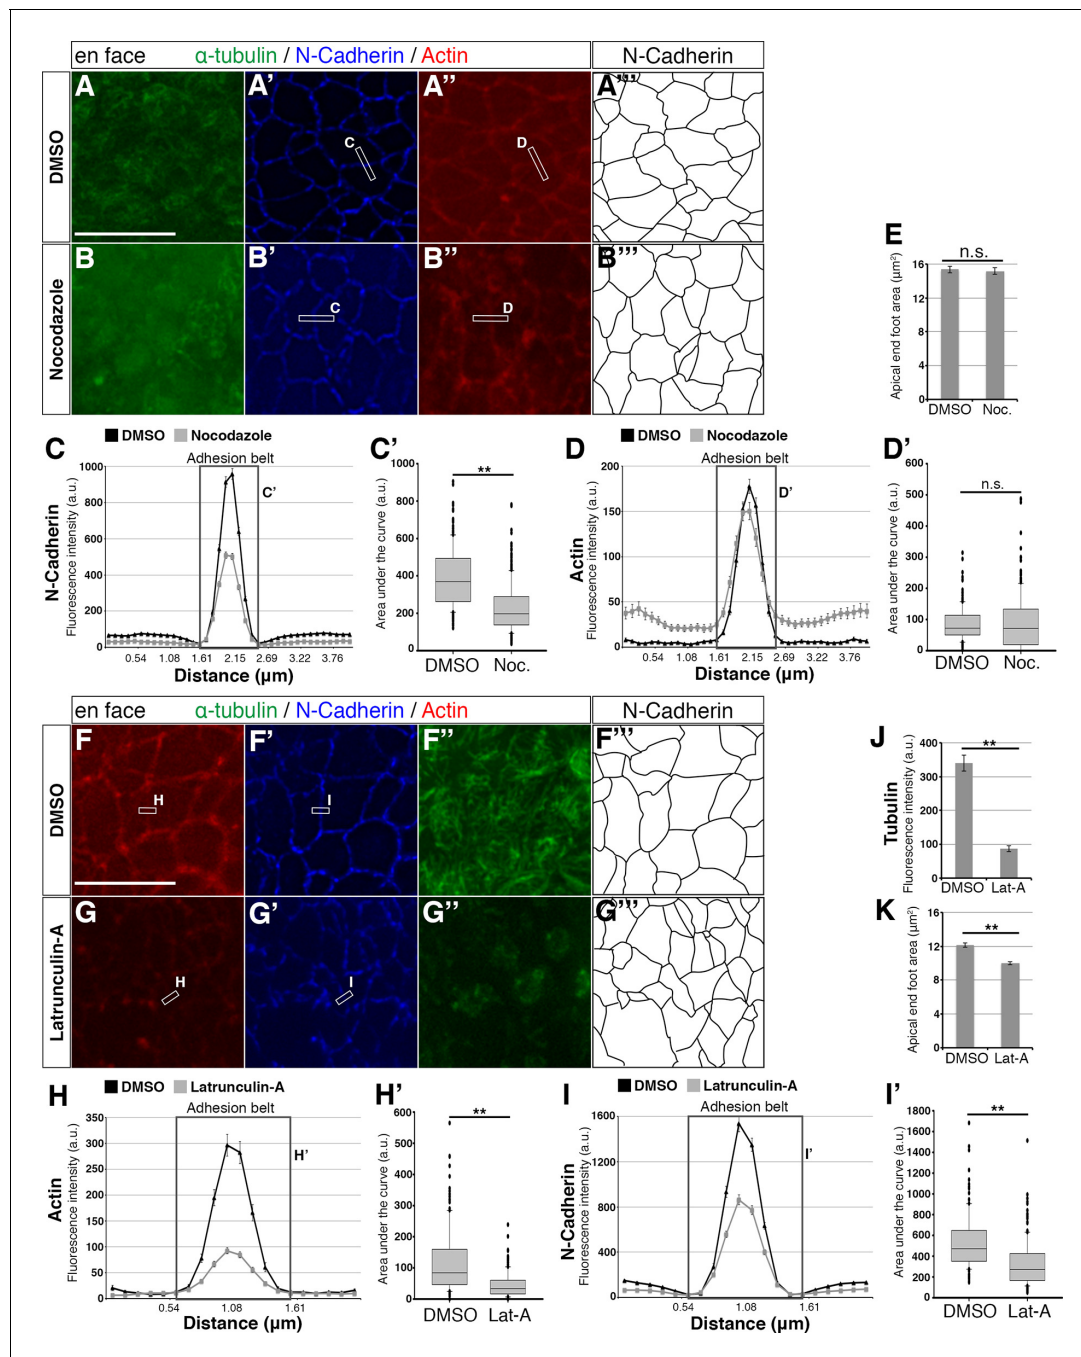 en face α-tubulin / N-Cadherin / Actin N-Cadherin
DMSO
A A' A'' A'''
C D
Nocodazole
B B' B'' B'''
C D
E
n.s.
Apical end foot area (µm²)
16
12
8
4
0
DMSO Noc.
C
DMSO Nocodazole
Adhesion belt
N-Cadherin
Fluorescence intensity (a.u.)
1000
800
600
400
200
0
C'
0.54 1.08 1.61 2.15 2.69 3.22 3.76
Distance (µm)
C'
**
Area under the curve (a.u.)
1000
800
600
400
200
0
DMSO Noc.
D
DMSO Nocodazole
Adhesion belt
Actin
Fluorescence intensity (a.u.)
200
150
100
50
0
D'
0.54 1.08 1.61 2.15 2.69 3.22 3.76
Distance (µm)
D'
n.s.
Area under the curve (a.u.)
600
500
400
300
200
100
0
DMSO Noc.
en face α-tubulin / N-Cadherin / Actin N-Cadherin
DMSO
F F' F'' F'''
H I
Latrunculin-A
G G' G'' G'''
H I
J
**
Tubulin
Fluorescence intensity (a.u.)
400
300
200
100
0
DMSO Lat-A
K
**
Apical end foot area (µm²)
16
12
8
4
0
DMSO Lat-A
H
DMSO Latrunculin-A
Adhesion belt
Actin
Fluorescence intensity (a.u.)
350
300
250
200
150
100
50
0
H'
0.54 1.08 1.61
Distance (µm)
H'
**
Area under the curve (a.u.)
600
500
400
300
200
100
0
DMSO Lat-A
I
DMSO Latrunculin-A
Adhesion belt
N-Cadherin
Fluorescence intensity (a.u.)
1600
1200
800
400
0
I'
0.54 1.08 1.61
Distance (µm)
I'
**
Area under the curve (a.u.)
1800
1600
1400
1200
1000
800
600
400
200
0
DMSO Lat-A